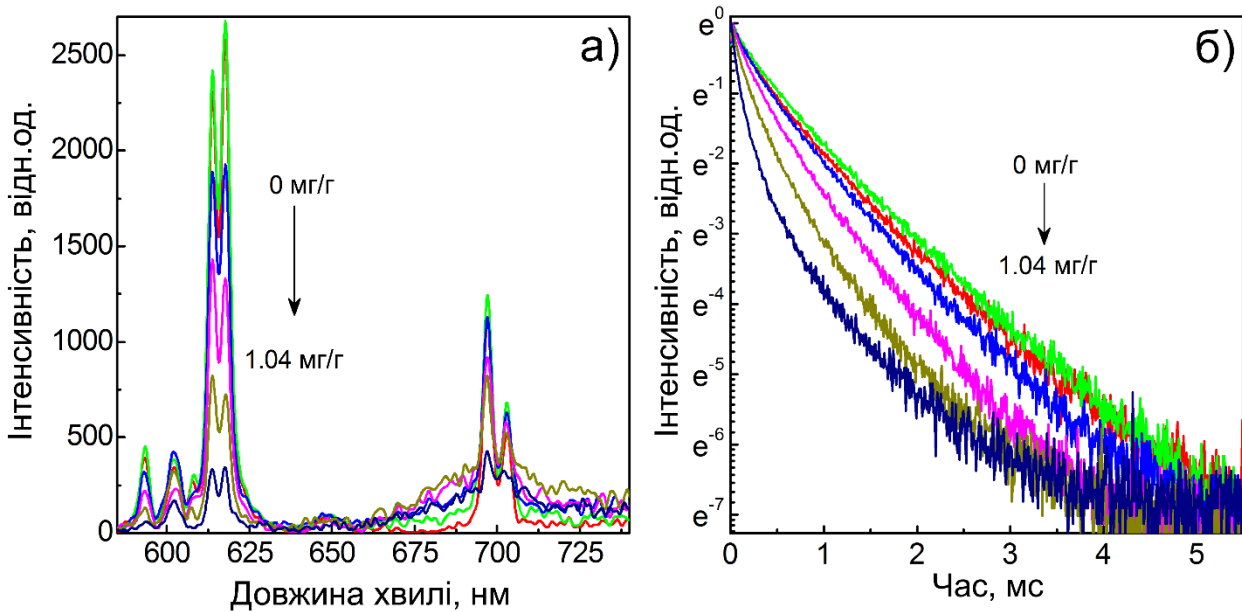 а)
Інтенсивність, відн.од.
2500
2000
1500
1000
500
0
0 мг/г
1.04 мг/г
600
625
650
675
700
725
Довжина хвилі, нм
б)
Інтенсивність, відн.од.
e⁰
e⁻¹
e⁻²
e⁻³
e⁻⁴
e⁻⁵
e⁻⁶
e⁻⁷
0 мг/г
1.04 мг/г
0
1
2
3
4
5
Час, мс